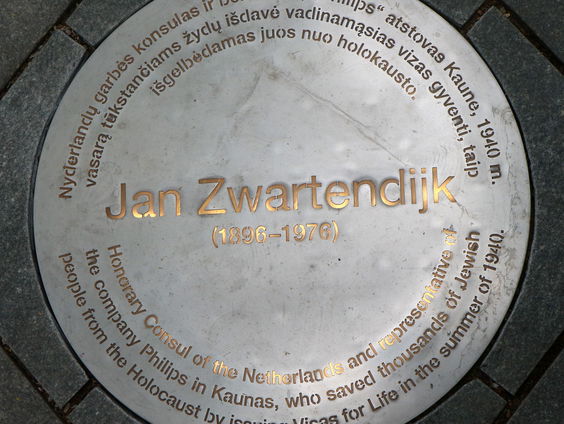 Nyderlandų garbės konsulas ir bendrovės „Philips“ atstovas Kaune, 1940 m.
vasarą tūkstančiams žydų išdavė vadinamąsias vizas gyventi, taip
išgelbėdamas juos nuo holokausto.
Jan Zwartendijk
(1896–1976)
Honorary Consul of the Netherlands and representative of
the company Philips in Kaunas, who saved thousands of Jewish
people from the Holocaust by issuing Visas for Life in the summer of 1940.